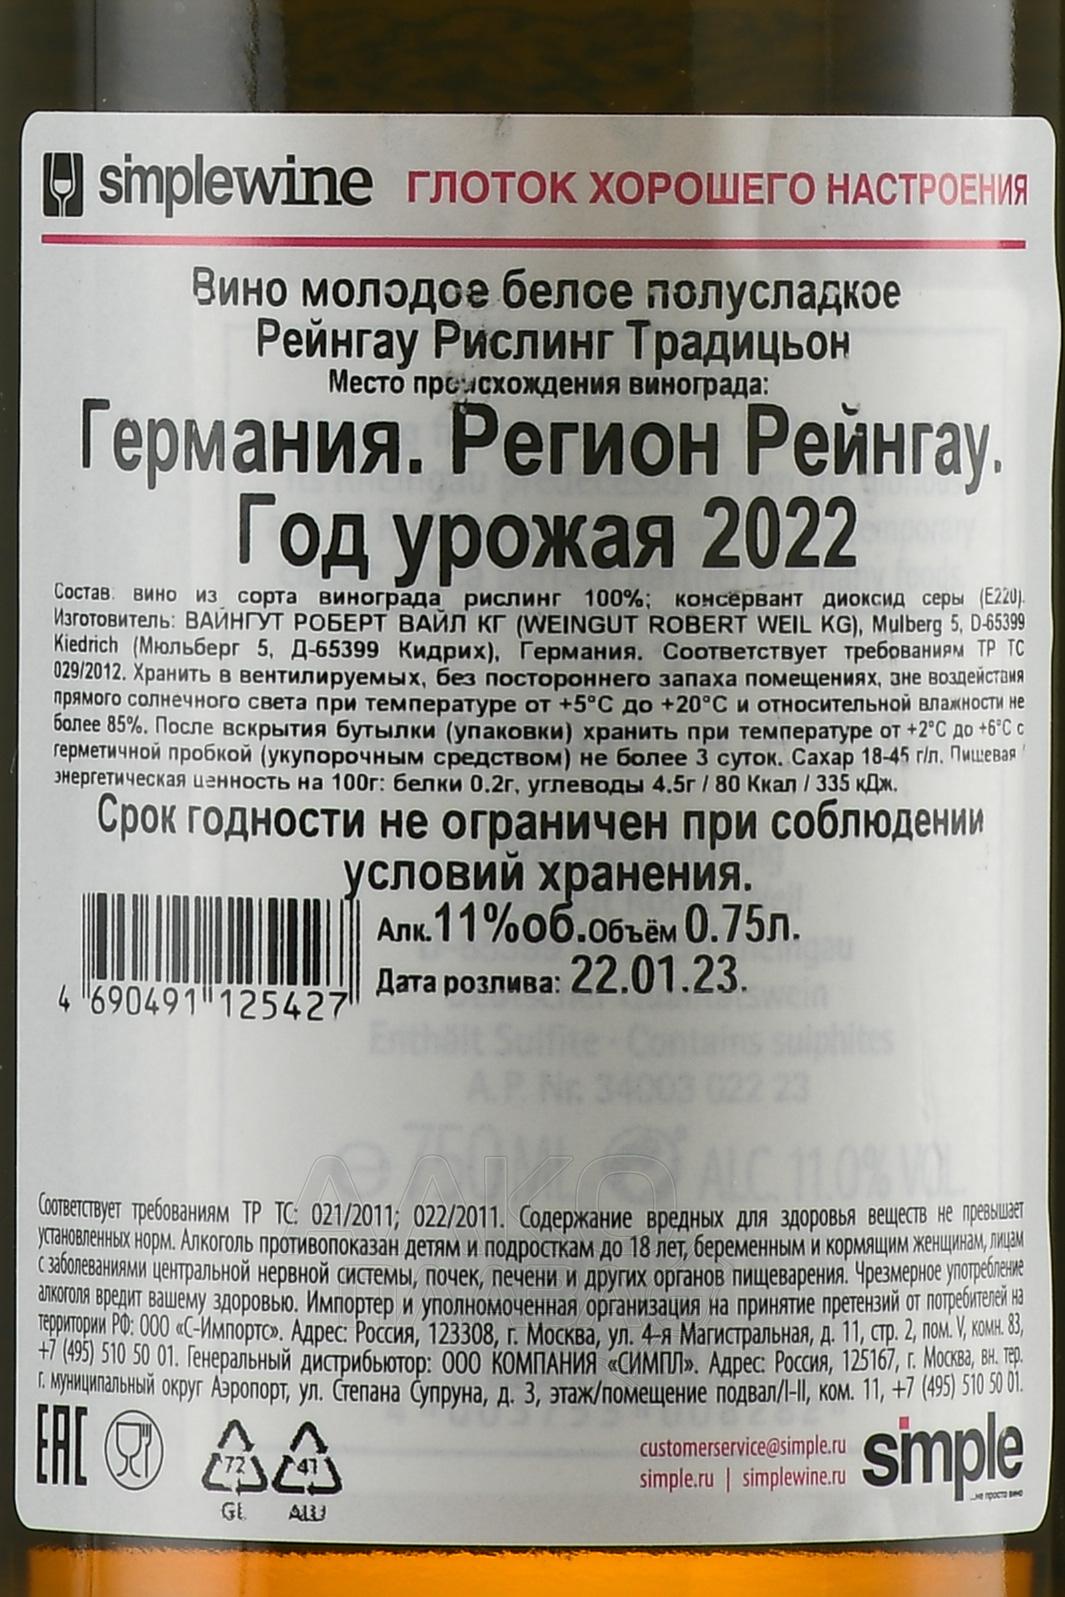 simplewine ГЛОТОК ХОРОШЕГО НАСТРОЕНИЯ
Вино молодое белое полусладкое
Рейнгау Рислинг Традицьон
Место происхождения винограда:
Германия. Регион Рейнгау.
Год урожая 2022
Состав: вино из сорта винограда рислинг 100%; консервант диоксид серы (Е220).
Изготовитель: ВАЙНГУТ РОБЕРТ ВАЙЛ КГ (WEINGUT ROBERT WEIL KG), Mulberg 5, D-65399
Kiedrich (Мюльберг 5, Д-65399 Кидрих), Германия. Соответствует требованиям ТР ТС
029/2012. Хранить в вентилируемых, без постороннего запаха помещениях, вне воздействия
прямого солнечного света при температуре от +5°С до +20°С и относительной влажности не
более 85%. После вскрытия бутылки (упаковки) хранить при температуре от +2°С до +6°С с
герметичной пробкой (укупорочным средством) не более 3 суток. Сахар 18-45 г/л. Пищевая
энергетическая ценность на 100г: белки 0.2г, углеводы 4.5г / 80 Ккал / 335 кДж.
Срок годности не ограничен при соблюдении
условий хранения.
Алк.11%об.Объём 0.75л.
Дата розлива: 22.01.23.
4 690491 125427
Enthält Sulfite · Contains sulphites
A.P. Nr. 34003 022 23
750 ML ALC 11.0% VOL.
Соответствует требованиям ТР ТС: 021/2011; 022/2011. Содержание вредных для здоровья веществ не превышает
установленных норм. Алкоголь противопоказан детям и подросткам до 18 лет, беременным и кормящим женщинам, лицам
с заболеваниями центральной нервной системы, почек, печени и других органов пищеварения. Чрезмерное употребление
алкоголя вредит вашему здоровью. Импортер и уполномоченная организация на принятие претензий от потребителей на
территории РФ: ООО «С-Импортс». Адрес: Россия, 123308, г. Москва, ул. 4-я Магистральная, д. 11, стр. 2, пом. V, комн. 83,
+7 (495) 510 50 01. Генеральный дистрибьютор: ООО КОМПАНИЯ «СИМПЛ». Адрес: Россия, 125167, г. Москва, вн. тер.
г. муниципальный округ Аэропорт, ул. Степана Супруна, д. 3, этаж/помещение подвал/I-II, ком. 11, +7 (495) 510 50 01.
EAC
72
GL
41
ALU
customerservice@simple.ru
simple.ru | simplewine.ru
simple
...не просто вино